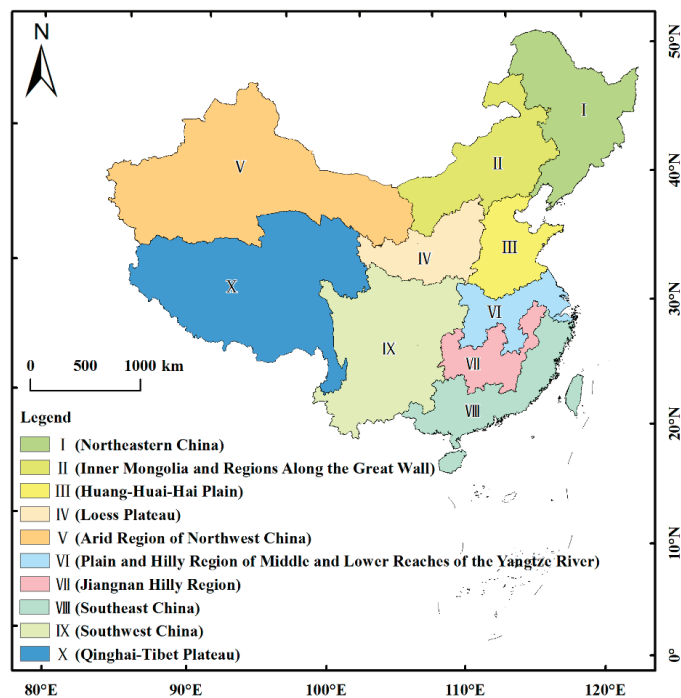 N
50°N
I
V
40°N
II
III
IV
X
30°N
VI
IX
VII
0 500 1000 km
VIII
Legend
20°N
I (Northeastern China)
II (Inner Mongolia and Regions Along the Great Wall)
III (Huang-Huai-Hai Plain)
IV (Loess Plateau)
V (Arid Region of Northwest China)
10°N
VI (Plain and Hilly Region of Middle and Lower Reaches of the Yangtze River)
VII (Jiangnan Hilly Region)
VIII (Southeast China)
IX (Southwest China)
X (Qinghai-Tibet Plateau)
0°
80°E 90°E 100°E 110°E 120°E